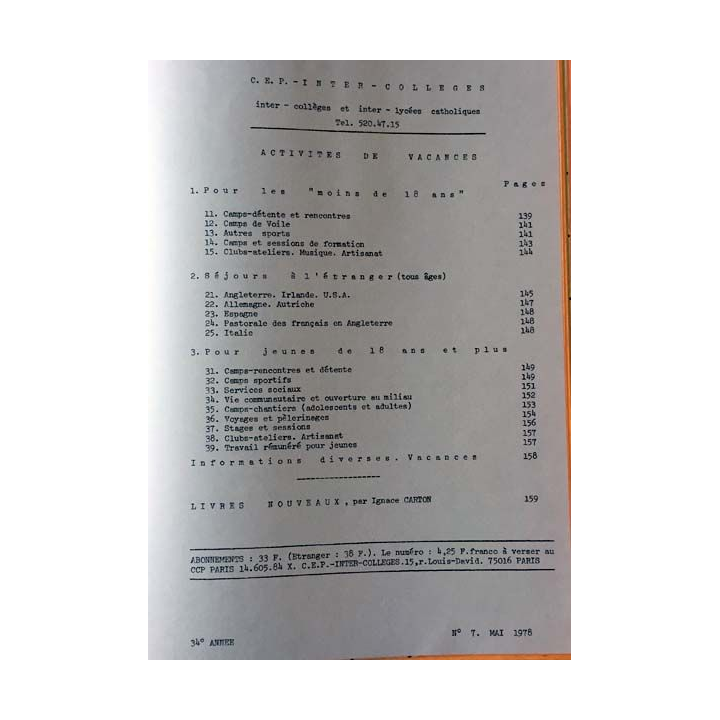 C.E.P.-INTER-COLLEGES
inter - collèges et inter - lycées catholiques
Tel. 520.47.15
ACTIVITES DE VACANCES
Pages
1. Pour les "moins de 18 ans"
11. Camps-détente et rencontres 139
12. Camps de Voile 141
13. Autres sports 141
14. Camps et sessions de formation 143
15. Clubs-ateliers. Musique. Artisanat 144
2. Séjours à l'étranger (tous âges)
21. Angleterre. Irlande. U.S.A. 145
22. Allemagne. Autriche 147
23. Espagne 148
24. Pastorale des français en Angleterre 148
25. Italie 148
3. Pour jeunes de 18 ans et plus
31. Camps-rencontres et détente 149
32. Camps sportifs 149
33. Services sociaux 151
34. Vie communautaire et ouverture au milieu 152
35. Camps-chantiers (adolescents et adultes) 153
36. Voyages et pèlerinages 154
37. Stages et sessions 156
38. Clubs-ateliers. Artisanat 157
39. Travail rémunéré pour jeunes 157
Informations diverses. Vacances 158
LIVRES NOUVEAUX, par Ignace CARTON 159
ABONNEMENTS : 33 F. (Etranger : 38 F.). Le numéro : 4,25 F.franco à verser au
CCP PARIS 14.605.84 X. C.E.P.-INTER-COLLEGES.15,r.Louis-David. 75016 PARIS
N° 7. MAI 1978
34° ANNEE